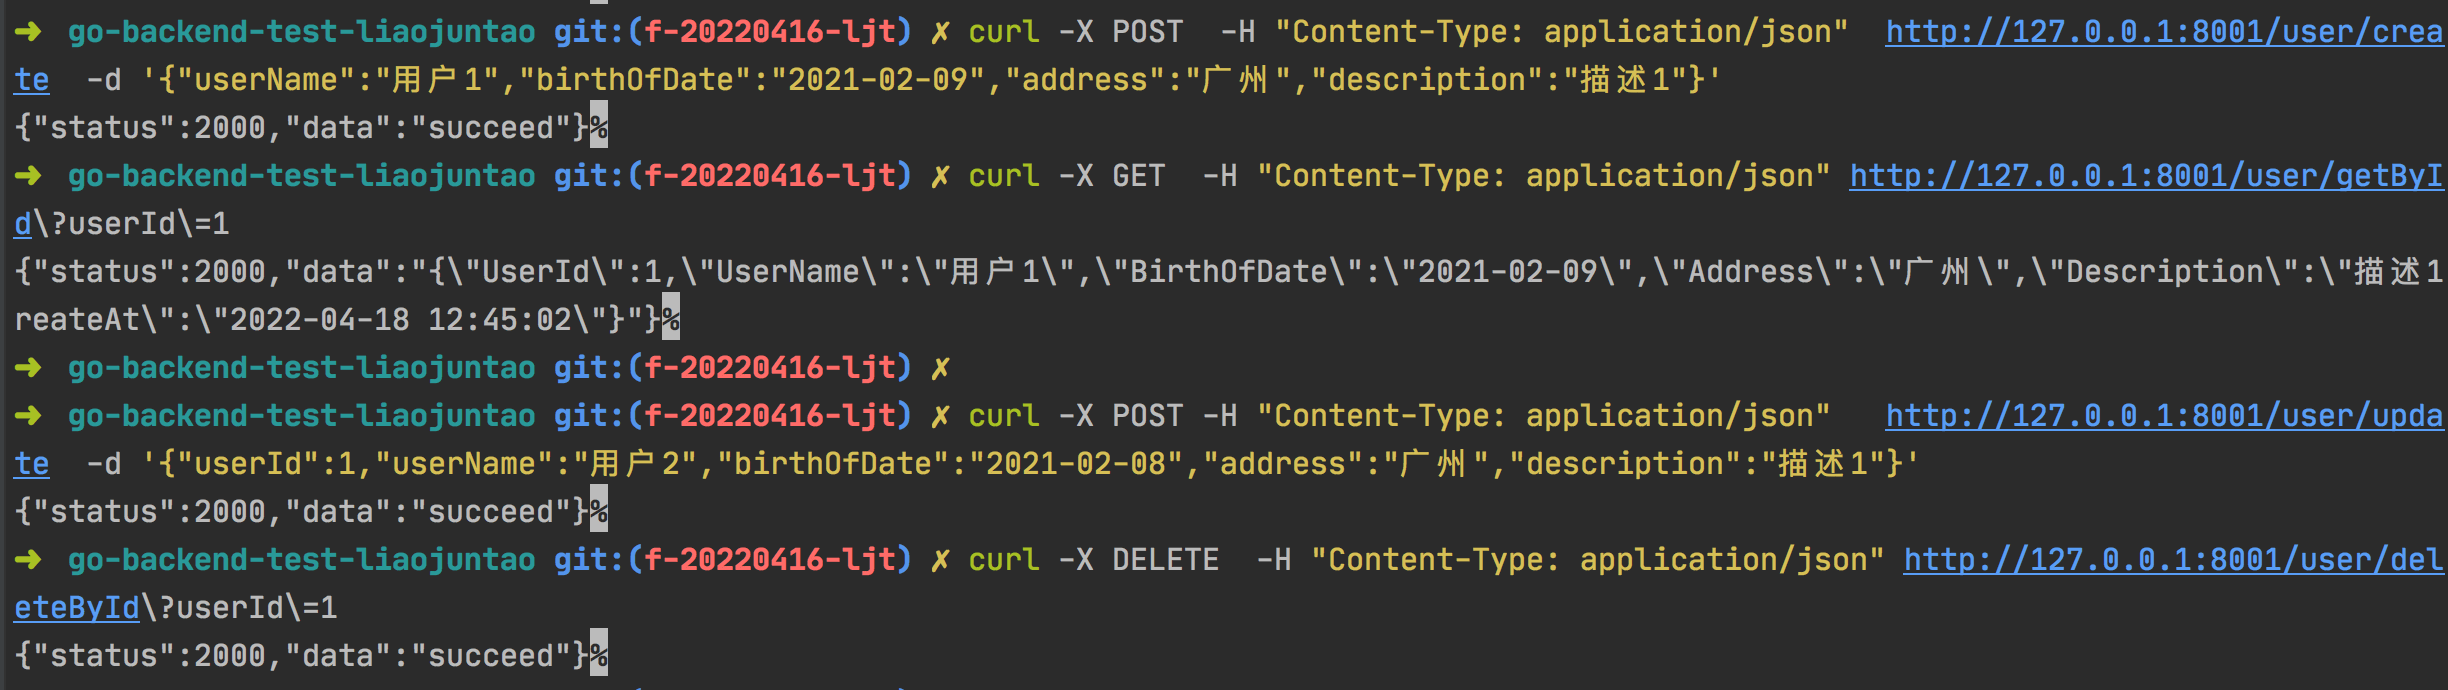 ➜  go-backend-test-liaojuntao git:(f-20220416-ljt) ✗ curl -X POST  -H "Content-Type: application/json"  http://127.0.0.1:8001/user/crea
te  -d '{"userName":"用户1","birthOfDate":"2021-02-09","address":"广州","description":"描述1"}'
{"status":2000,"data":"succeed"}%
➜  go-backend-test-liaojuntao git:(f-20220416-ljt) ✗ curl -X GET  -H "Content-Type: application/json" http://127.0.0.1:8001/user/getByI
d\?userId\=1
{"status":2000,"data":"{\"UserId\":1,\"UserName\":\"用户1\",\"BirthOfDate\":\"2021-02-09\",\"Address\":\"广州\",\"Description\":\"描述1
reateAt\":\"2022-04-18 12:45:02\"}"}%
➜  go-backend-test-liaojuntao git:(f-20220416-ljt) ✗
➜  go-backend-test-liaojuntao git:(f-20220416-ljt) ✗ curl -X POST -H "Content-Type: application/json"   http://127.0.0.1:8001/user/upda
te  -d '{"userId":1,"userName":"用户2","birthOfDate":"2021-02-08","address":"广州","description":"描述1"}'
{"status":2000,"data":"succeed"}%
➜  go-backend-test-liaojuntao git:(f-20220416-ljt) ✗ curl -X DELETE  -H "Content-Type: application/json" http://127.0.0.1:8001/user/del
eteById\?userId\=1
{"status":2000,"data":"succeed"}%